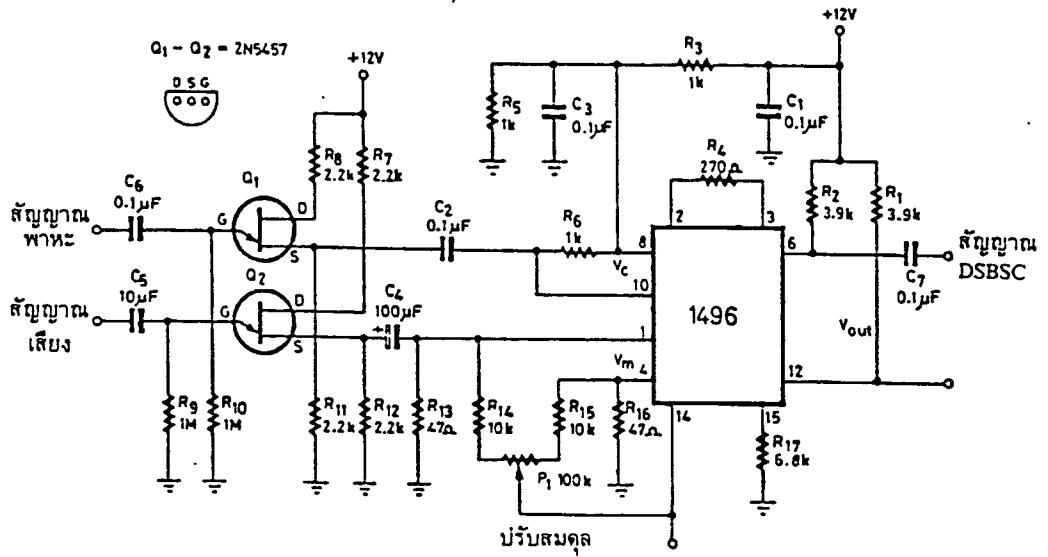 Q1 - Q2 = 2N5457
D S G
+12V
+12V
R3
1k
R5
1k
C3
0.1µF
C1
0.1µF
R4
270Ω
R8
2.2k
R7
2.2k
R2
3.9k
R1
3.9k
C6
0.1µF
Q1
G
D
S
C2
0.1µF
R6
1k
2
3
8
6
Vc
10
สัญญาณ
พาหะ
สัญญาณ
DSBSC
C7
0.1µF
C5
10µF
Q2
G
D
S
C4
100µF
+
สัญญาณ
เสียง
1496
1
Vm
4
Vout
12
14
15
R9
1M
R10
1M
R11
2.2k
R12
2.2k
R13
47Ω
R14
10k
R15
10k
R16
47Ω
R17
6.8k
P1 100k
ปรับสมดุล